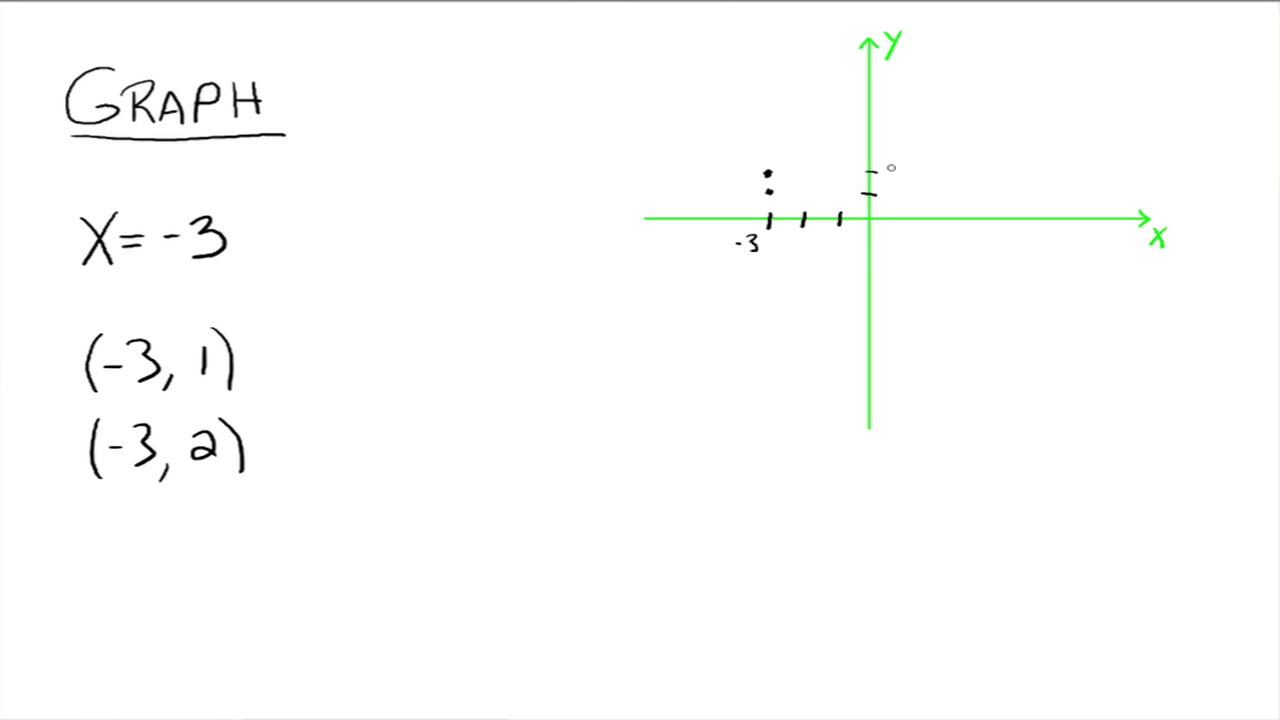 GRAPH
X = -3
(-3, 1)
(-3, 2)
Y
X
-3